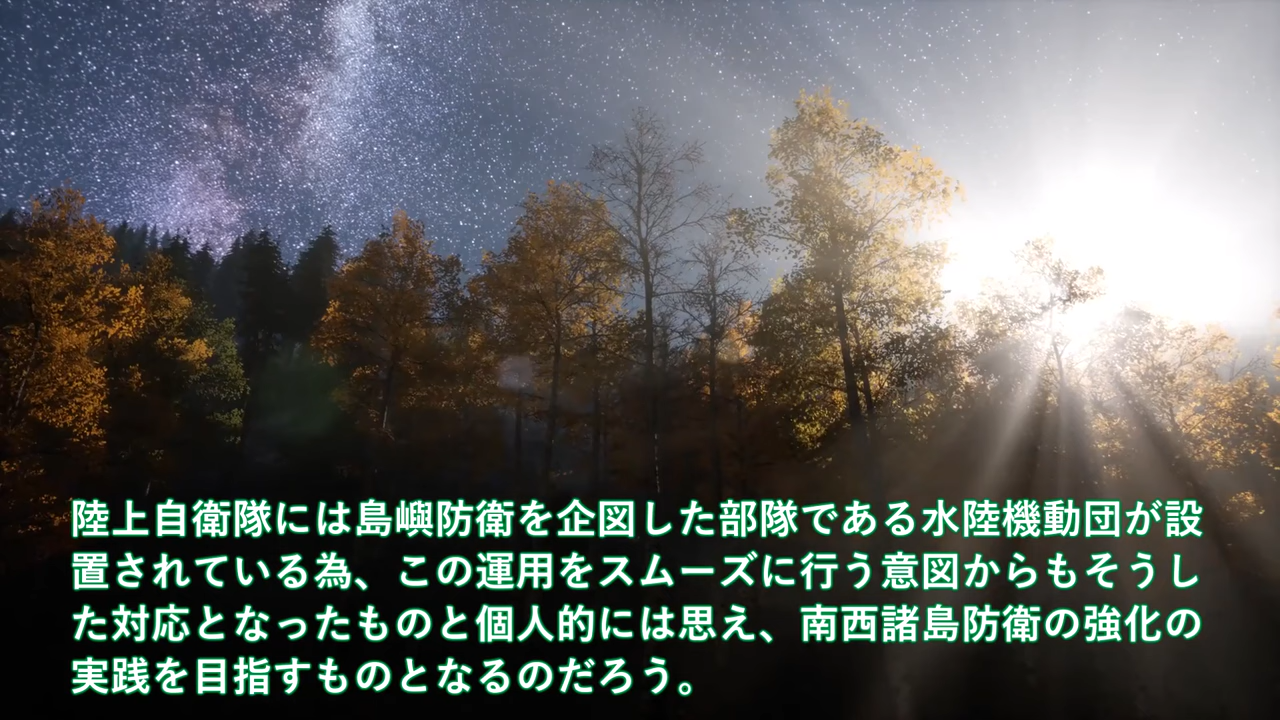 陸上自衛隊には島嶼防衛を企図した部隊である水陸機動団が設
置されている為、この運用をスムーズに行う意図からもそうし
た対応となったものと個人的には思え、南西諸島防衛の強化の
実践を目指すものとなるのだろう。